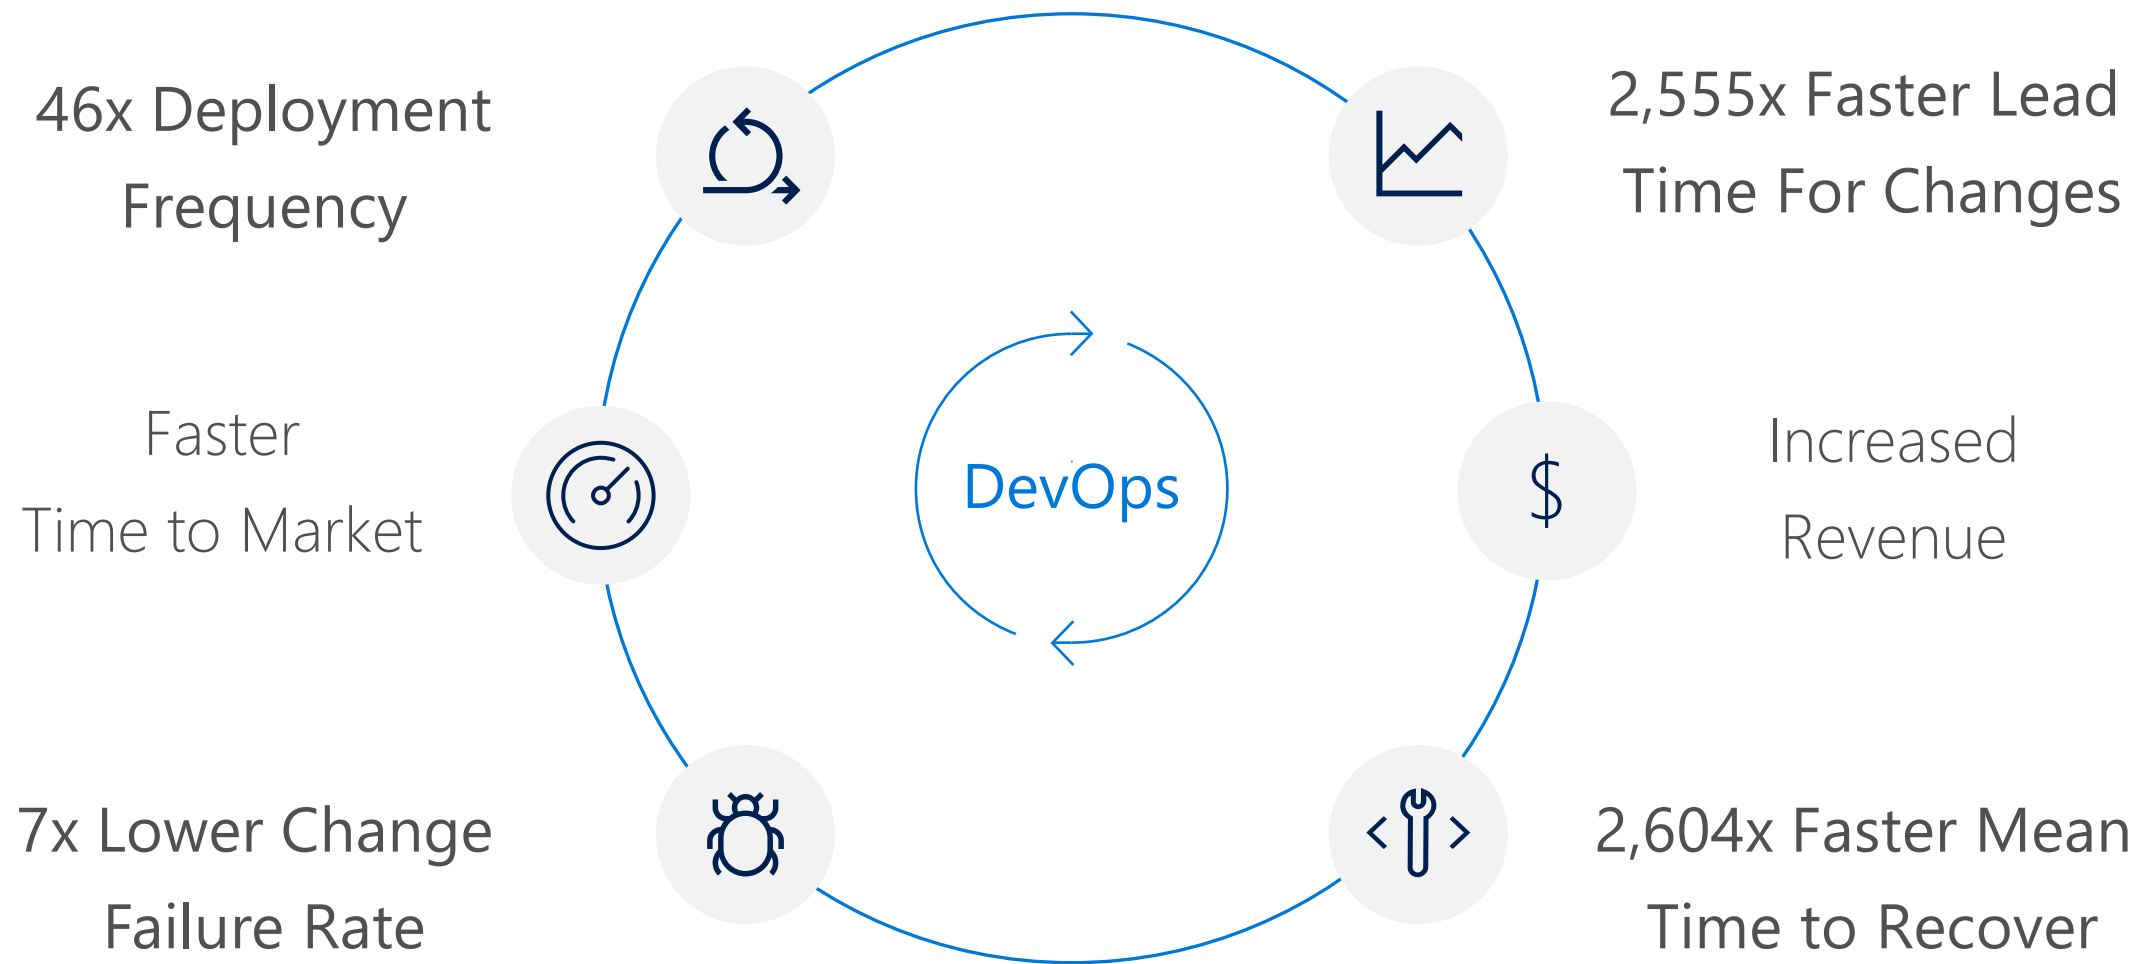 46x Deployment
Frequency
2,555x Faster Lead
Time For Changes
Faster
Time to Market
DevOps
$
Increased
Revenue
7x Lower Change
Failure Rate
2,604x Faster Mean
Time to Recover